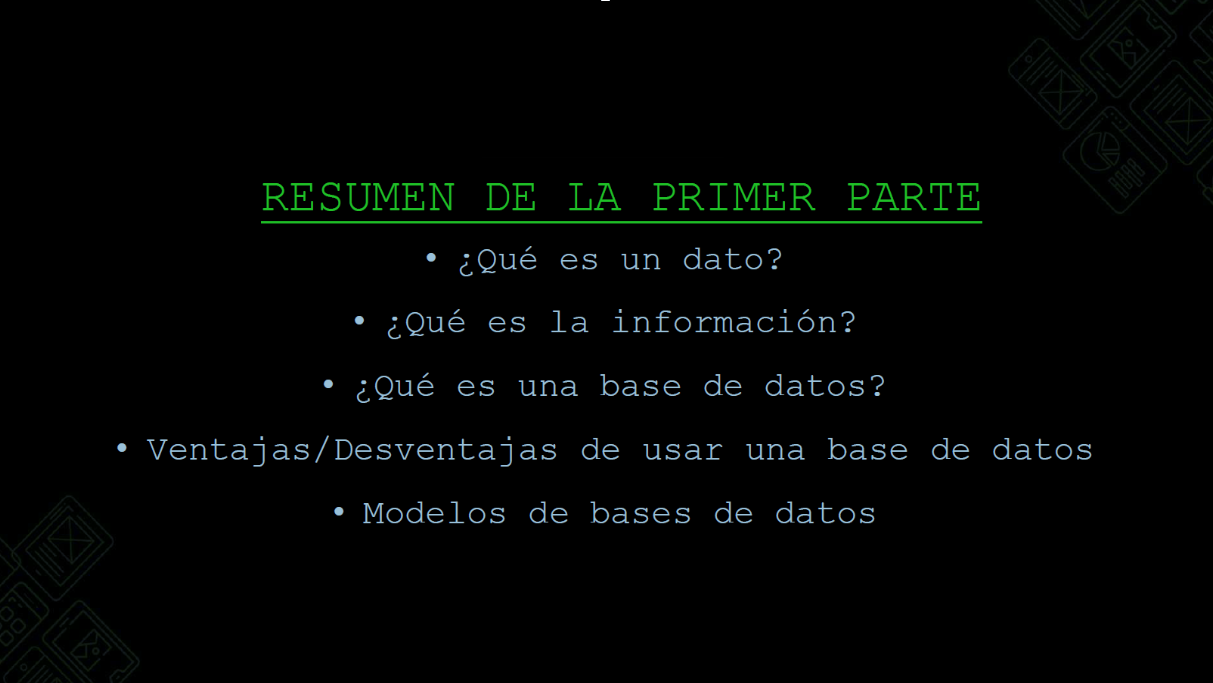 RESUMEN DE LA PRIMER PARTE
• ¿Qué es un dato?
• ¿Qué es la información?
• ¿Qué es una base de datos?
• Ventajas/Desventajas de usar una base de datos
• Modelos de bases de datos